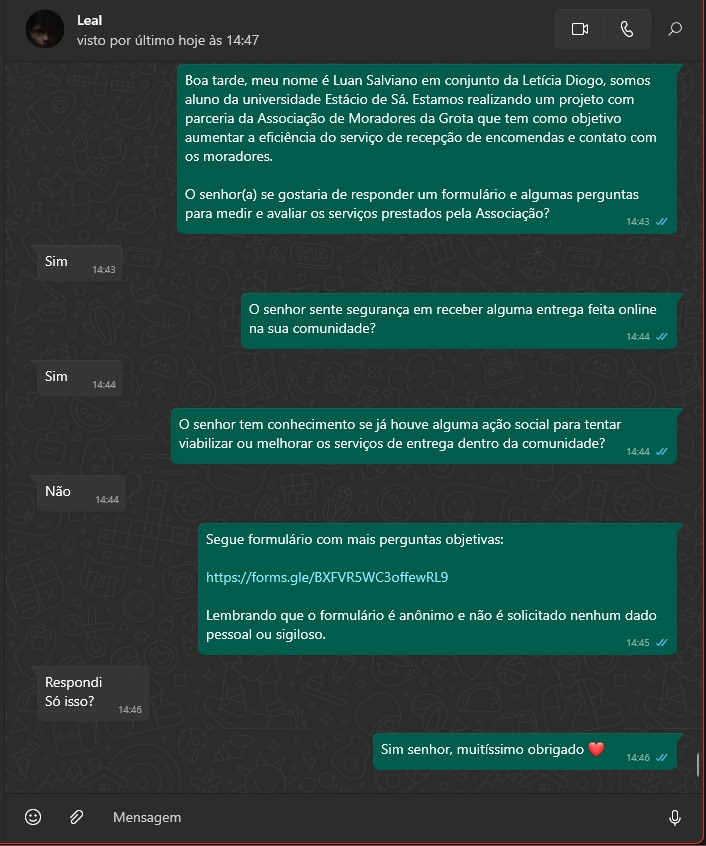 Leal
visto por último hoje às 14:47
Boa tarde, meu nome é Luan Salviano em conjunto da Letícia Diogo, somos
aluno da universidade Estácio de Sá. Estamos realizando um projeto com
parceria da Associação de Moradores da Grota que tem como objetivo
aumentar a eficiência do serviço de recepção de encomendas e contato com
os moradores.
O senhor(a) se gostaria de responder um formulário e algumas perguntas
para medir e avaliar os serviços prestados pela Associação?
14:43
Sim
14:43
O senhor sente segurança em receber alguma entrega feita online
na sua comunidade?
14:44
Sim
14:44
O senhor tem conhecimento se já houve alguma ação social para tentar
viabilizar ou melhorar os serviços de entrega dentro da comunidade?
14:44
Não
14:44
Segue formulário com mais perguntas objetivas:
https://forms.gle/BXFVR5WC3offewRL9
Lembrando que o formulário é anônimo e não é solicitado nenhum dado
pessoal ou sigiloso.
14:45
Respondi
Só isso?
14:46
Sim senhor, muitíssimo obrigado ❤️
14:46
Mensagem